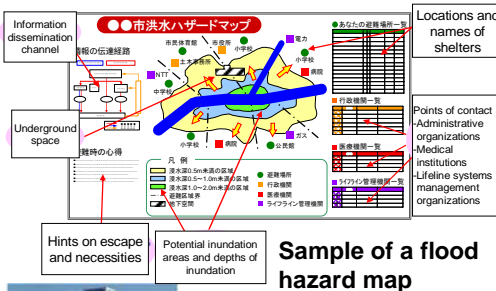 Information
dissemination
channel
●●市洪水ハザードマップ
Locations and
names of
shelters
情報の伝達経路
市民体育館
市役所
小学校
土木事務所
NTT
中学校
電力
小学校
病院
あなたの避難場所一覧
Underground
space
行政機関一覧
Points of contact
-Administrative
organizations
-Medical
institutions
-Lifeline systems
management
organizations
医療機関一覧
ライフライン管理機関一覧
小学校
病院
公民館
ガス
難時の心得
凡 例
浸水深0.5m未満の区域
浸水深0.5~1.0m未満の区域
浸水深1.0~2.0m未満の区域
避難区域界
地下空間
避難場所
行政機関
医療機関
ライフライン管理機関
Hints on escape
and necessities
Potential inundation
areas and depths of
inundation
Sample of a flood
hazard map